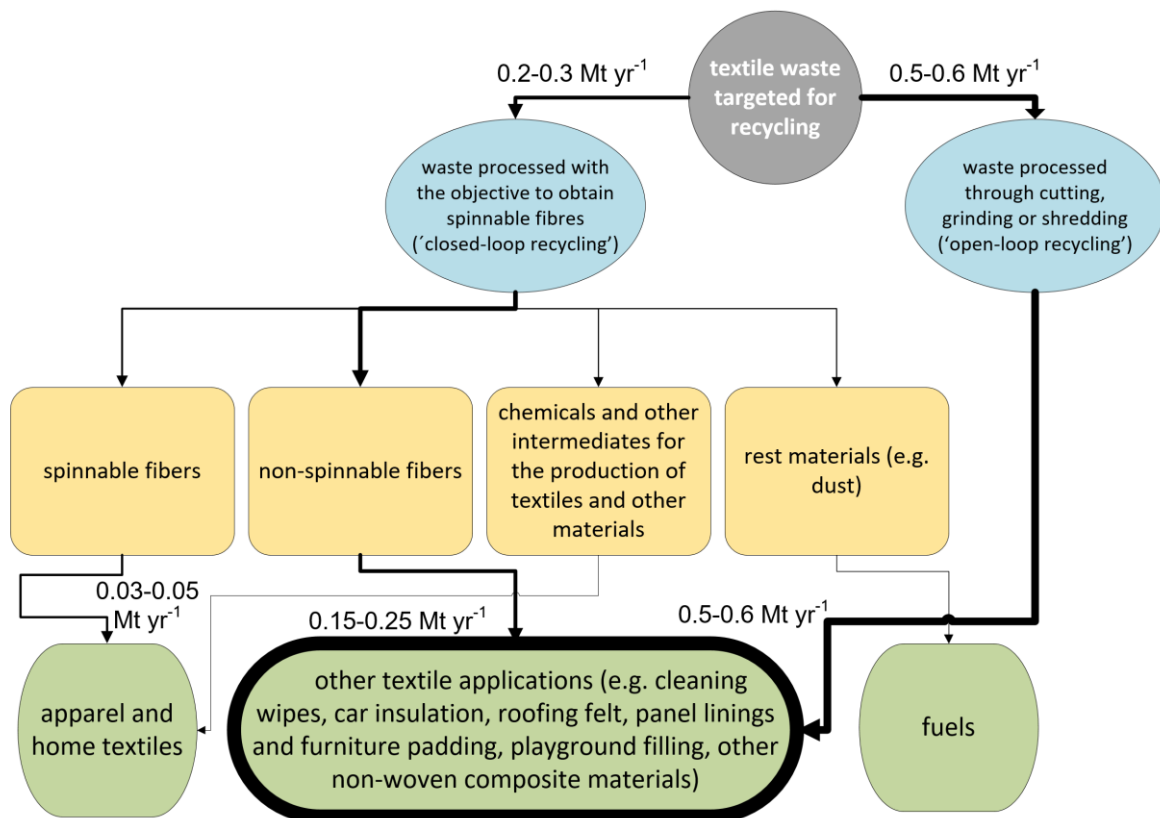 0.2-0.3 Mt yr⁻¹
textile waste
targeted for
recycling
0.5-0.6 Mt yr⁻¹
waste processed with
the objective to obtain
spinnable fibres
(´closed-loop recycling’)
waste processed
through cutting,
grinding or shredding
(‘open-loop recycling’)
spinnable fibers
non-spinnable fibers
chemicals and other
intermediates for
the production of
textiles and other
materials
rest materials (e.g.
dust)
0.03-0.05
Mt yr⁻¹
0.15-0.25 Mt yr⁻¹
0.5-0.6 Mt yr⁻¹
apparel and
home textiles
other textile applications (e.g. cleaning
wipes, car insulation, roofing felt, panel linings
and furniture padding, playground filling, other
non-woven composite materials)
fuels